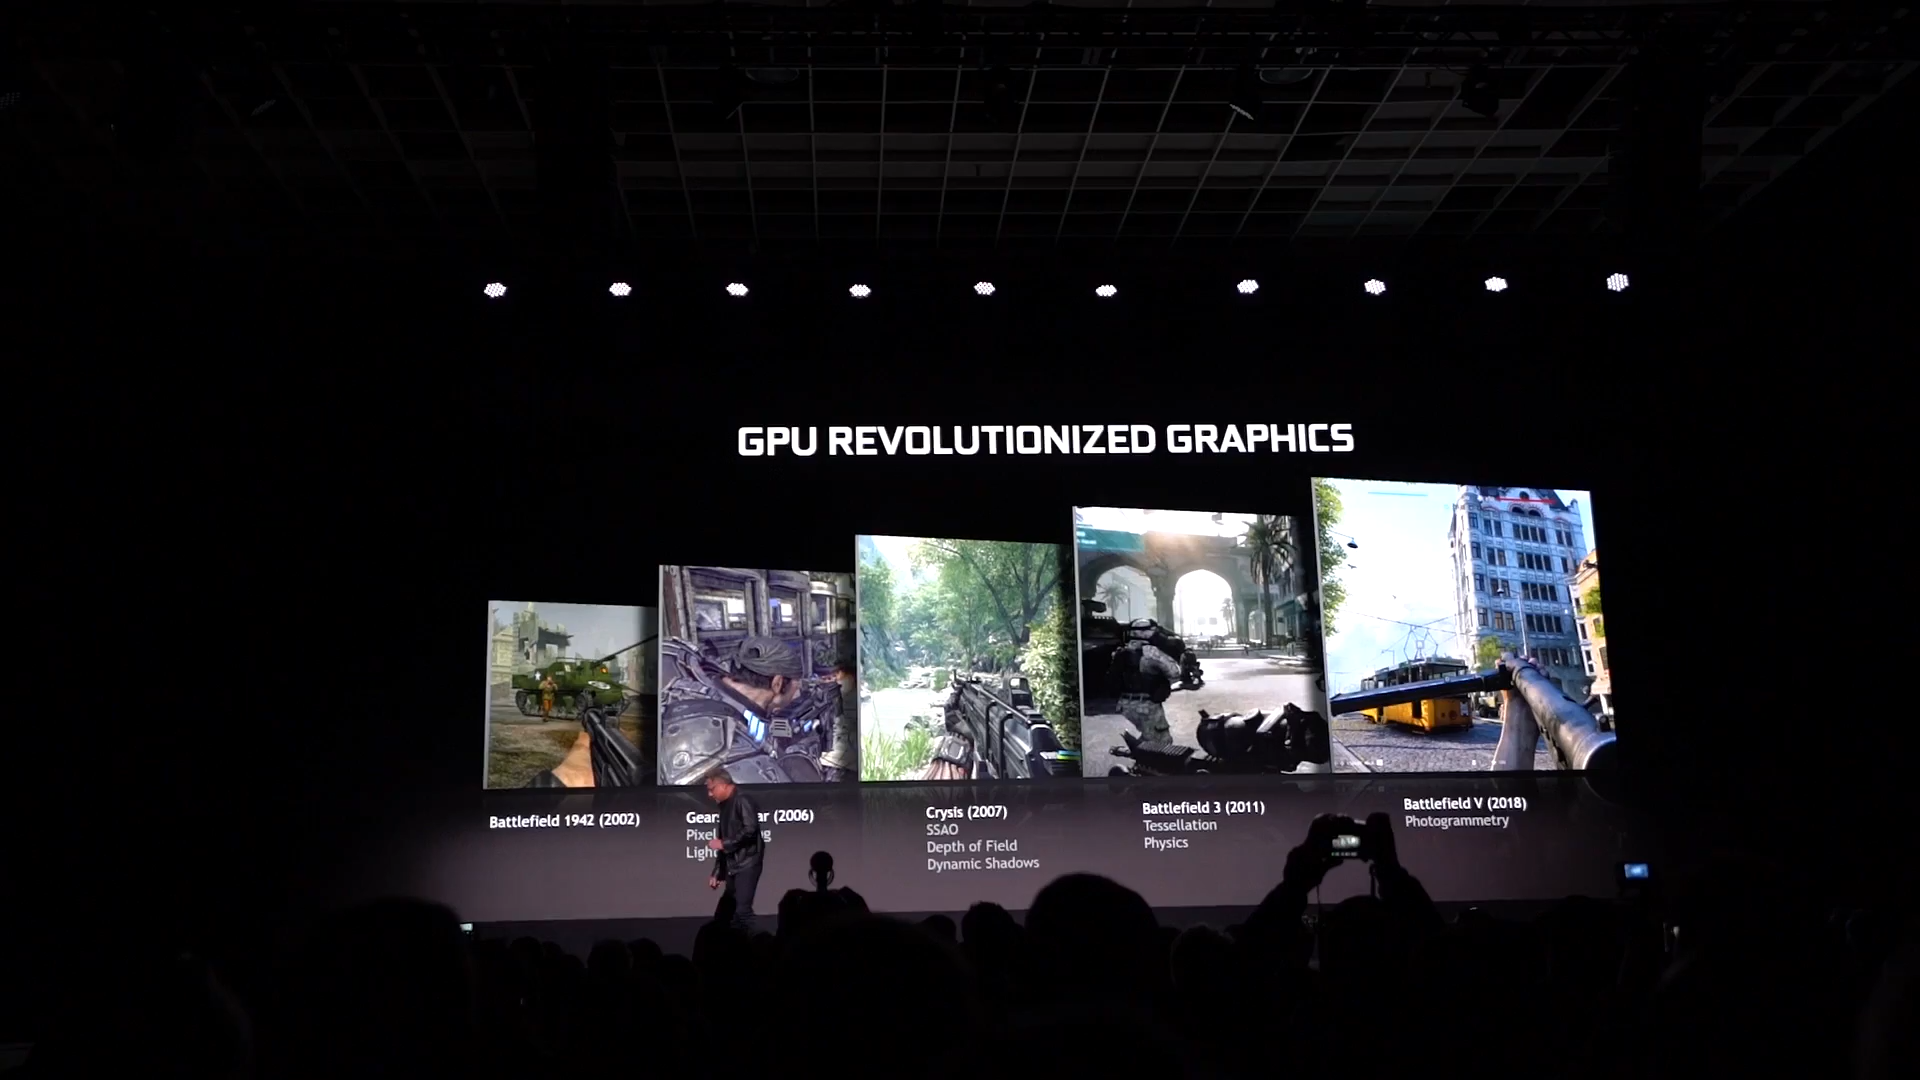 GPU REVOLUTIONIZED GRAPHICS
Battlefield 1942 (2002)
Gears ar (2006)
Pixel g
Ligh
Crysis (2007)
SSAO
Depth of Field
Dynamic Shadows
Battlefield 3 (2011)
Tessellation
Physics
Battlefield V (2018)
Photogrammetry